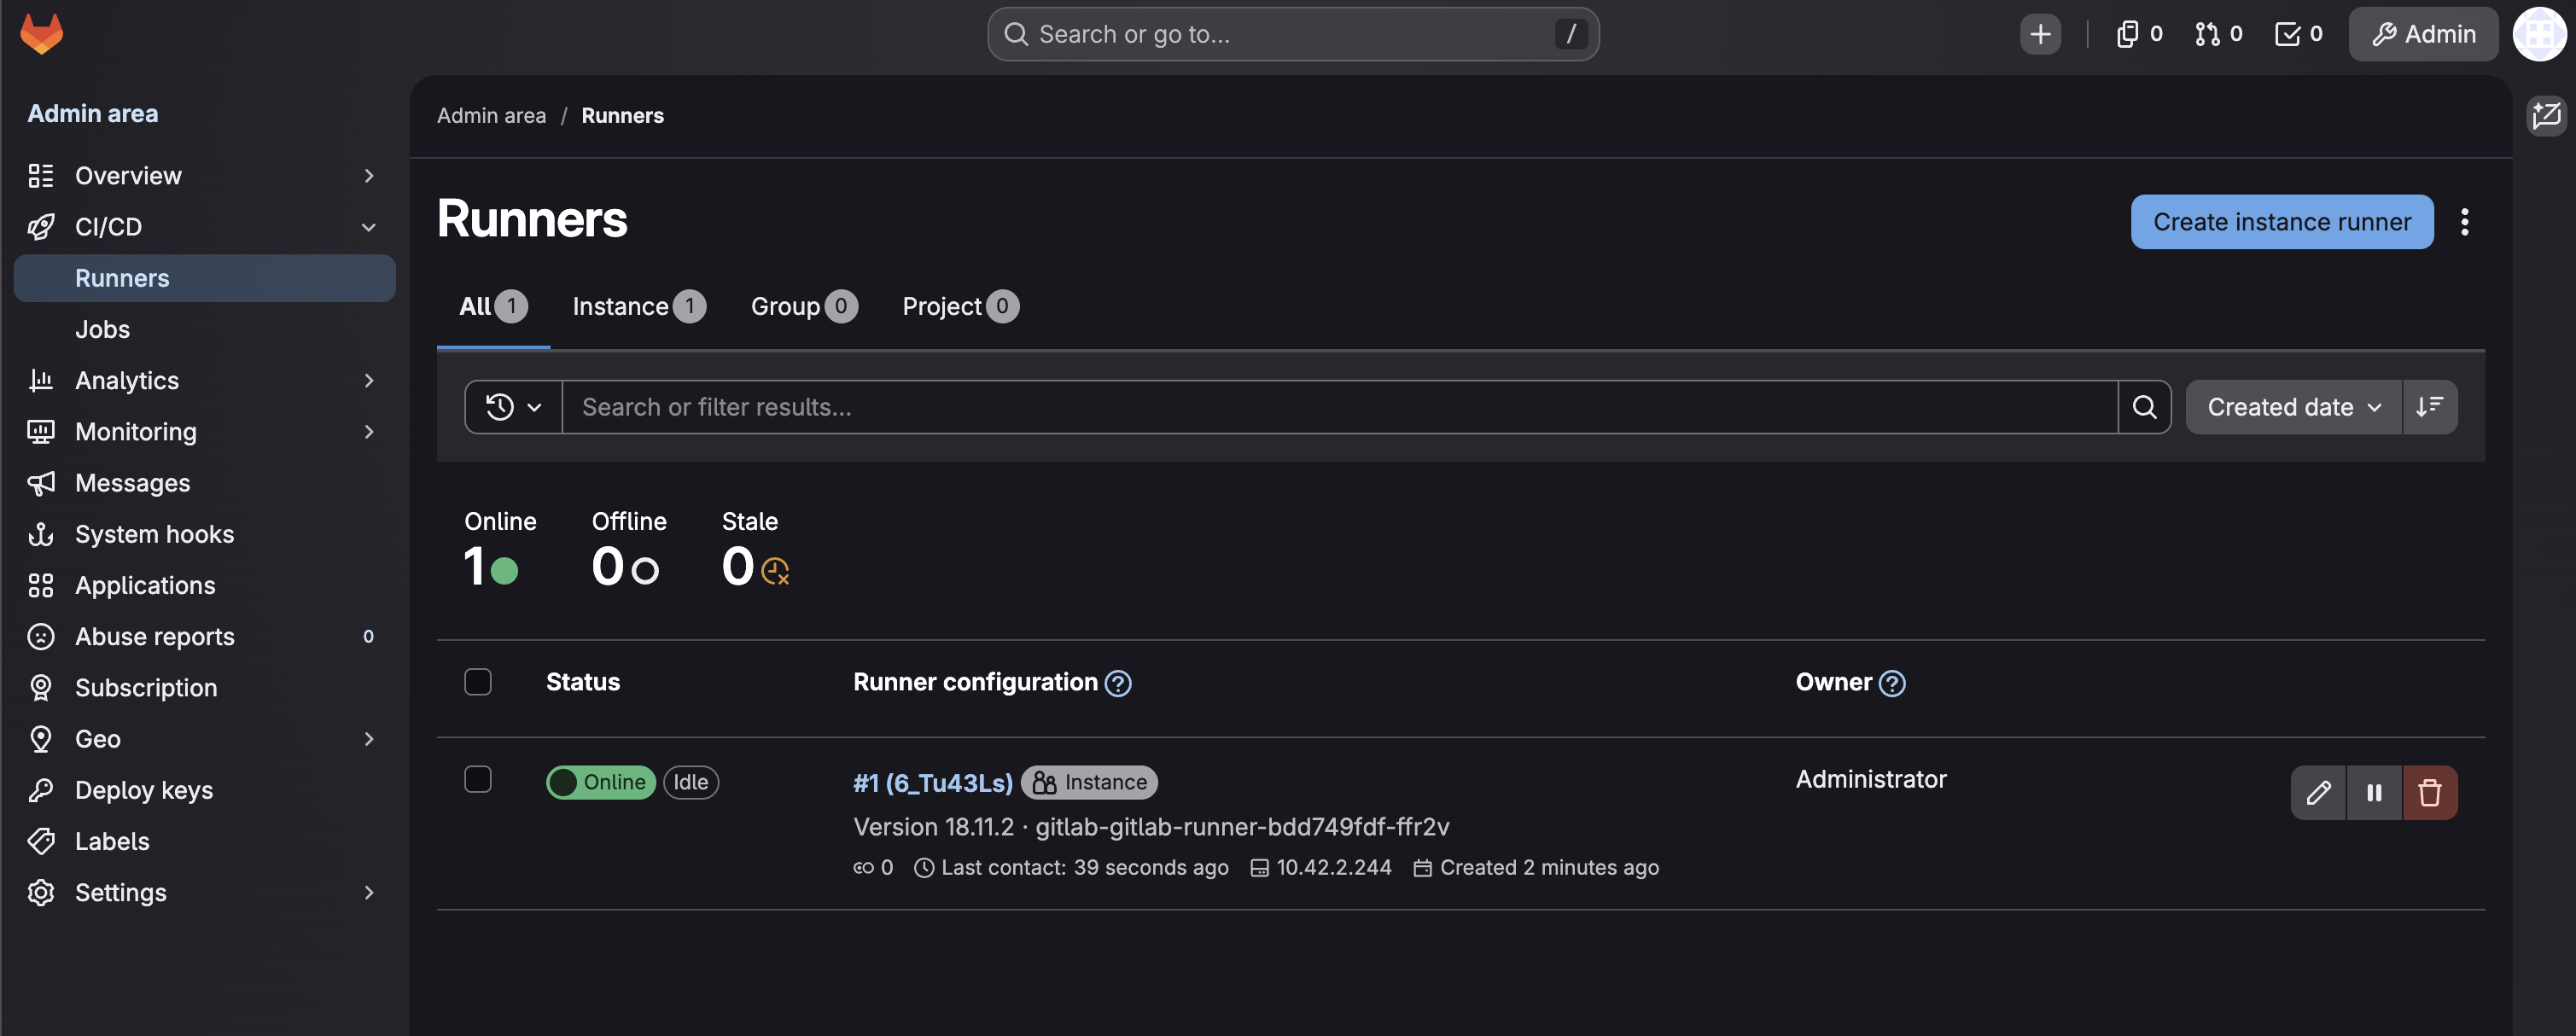 Search or go to... /
0 0 0 Admin
Admin area
Overview
CI/CD
Runners
Jobs
Analytics
Monitoring
Messages
System hooks
Applications
Abuse reports 0
Subscription
Geo
Deploy keys
Labels
Settings
Admin area / Runners
Runners
Create instance runner
All 1 Instance 1 Group 0 Project 0
Search or filter results...
Created date
Online Offline Stale
1 0 0
Status Runner configuration ? Owner ?
Online Idle #1 (6_Tu43Ls) Instance Administrator
Version 18.11.2 · gitlab-gitlab-runner-bdd749fdf-ffr2v
0 Last contact: 39 seconds ago 10.42.2.244 Created 2 minutes ago